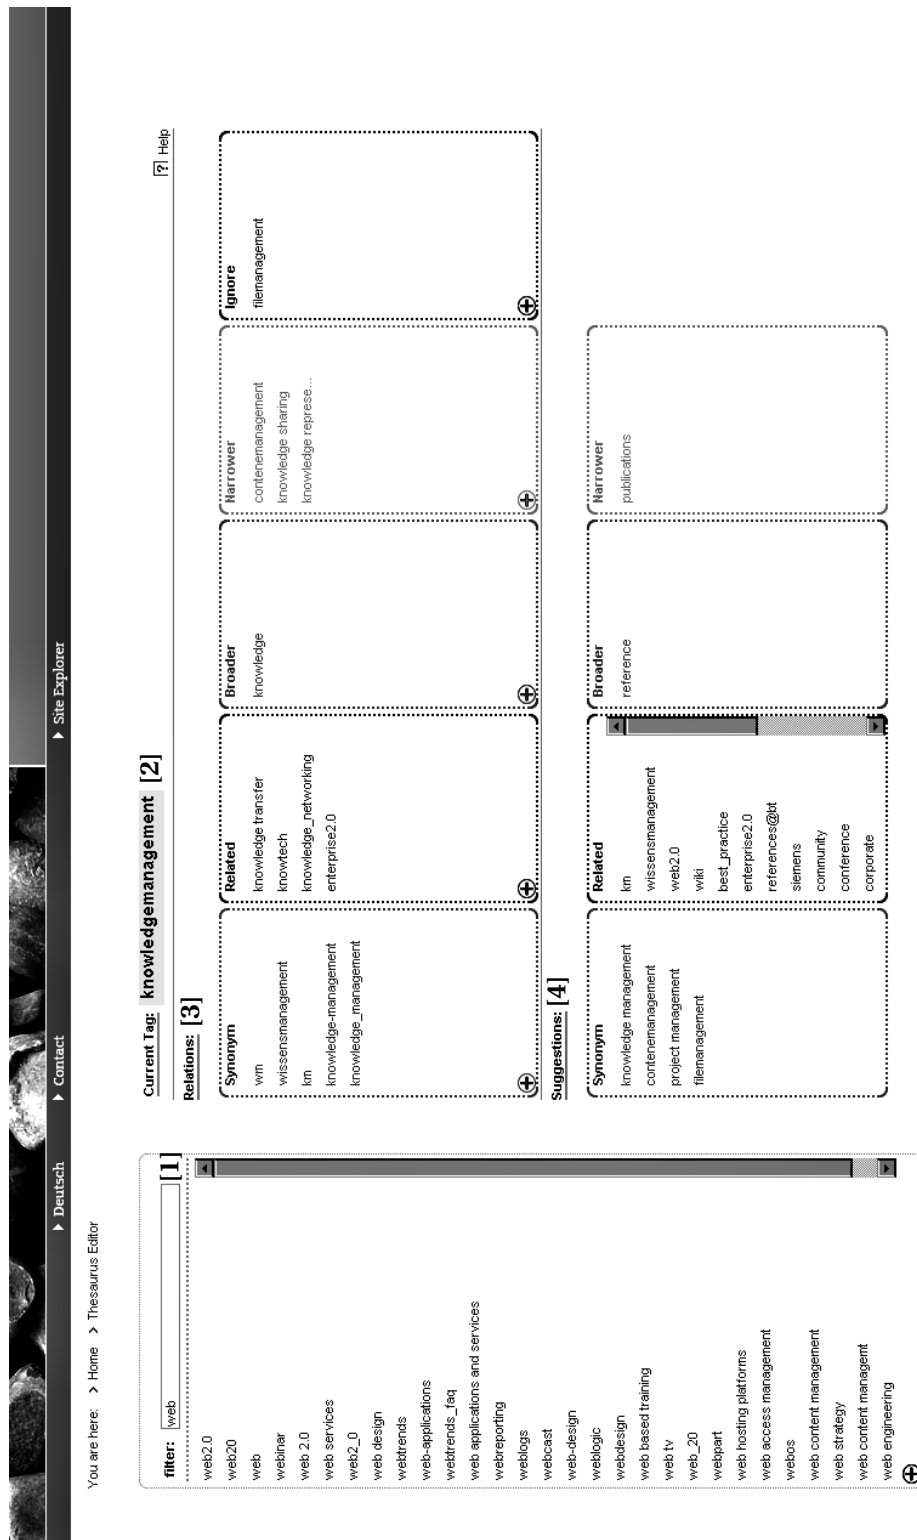 Deutsch
Contact
Site Explorer
You are here: > Home > Thesaurus Editor
filter: web [1]
web2.0
web20
web
webinar
web 2.0
web services
web2_0
web design
webtrends
web-applications
webtrends_faq
web applications and services
webreporting
weblogs
webcast
web-design
weblogic
webdesign
web based training
web tv
web_20
webpart
web hosting platforms
web access management
webos
web content management
web strategy
web content managemt
web engineering
Current Tag: knowledgemanagement [2]
? Help
Relations: [3]
Synonym
wm
wissensmanagement
km
knowledge-management
knowledge_management
Related
knowledge transfer
knowtech
knowledge_networking
enterprise2.0
Broader
knowledge
Narrower
contenemanagement
knowledge sharing
knowledge represe...
Ignore
filemanagement
Suggestions: [4]
Synonym
knowledge management
contenemanagement
project management
filemanagement
Related
km
wissensmanagement
web2.0
wiki
best_practice
enterprise2.0
references@bt
siemens
community
conference
corporate
Broader
reference
Narrower
publications